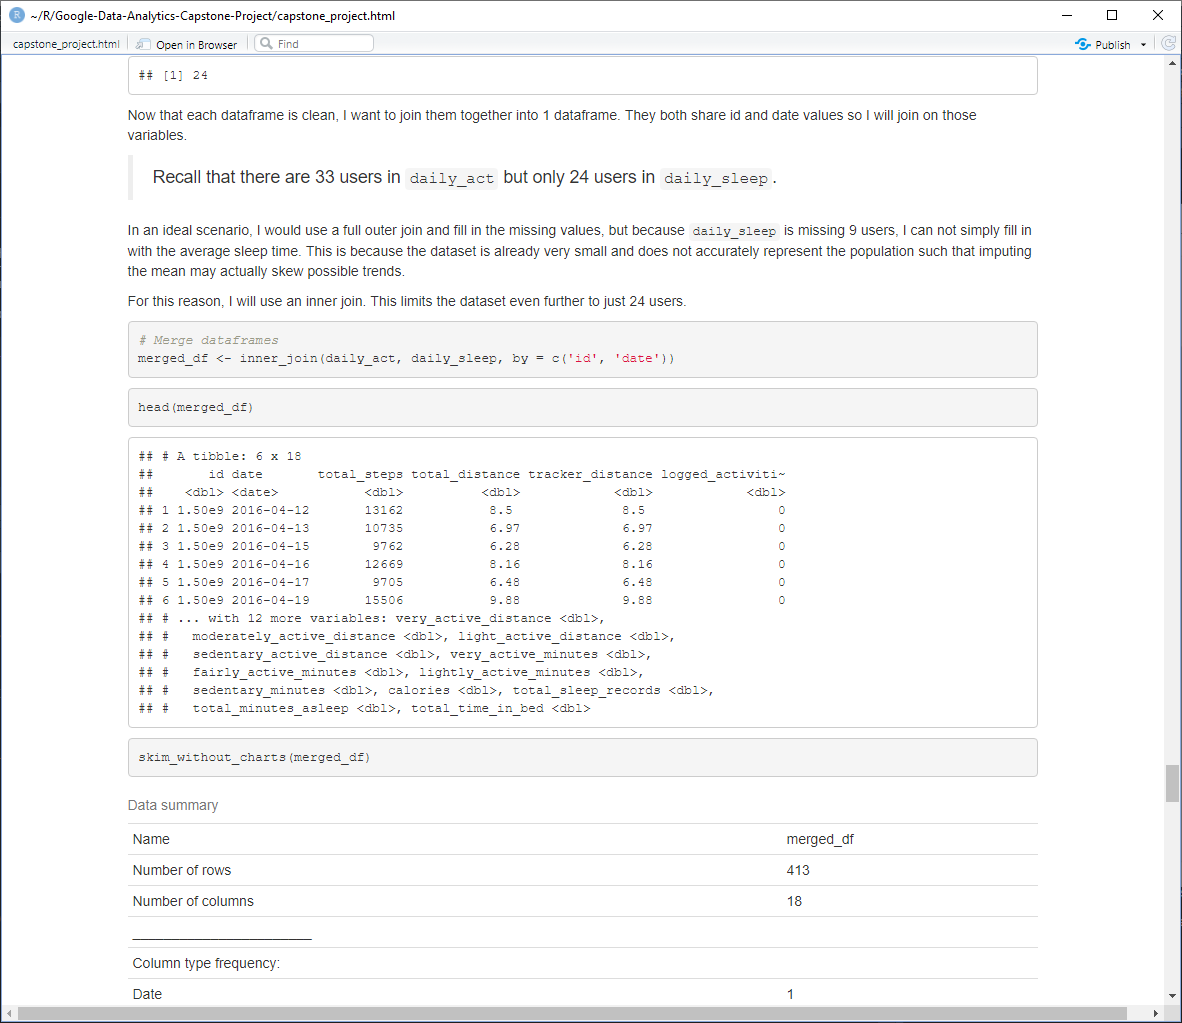 ~/R/Google-Data-Analytics-Capstone-Project/capstone_project.html
capstone_project.html Open in Browser Find Publish
## [1] 24
Now that each dataframe is clean, I want to join them together into 1 dataframe. They both share id and date values so I will join on those
variables.
Recall that there are 33 users in daily_act but only 24 users in daily_sleep.
In an ideal scenario, I would use a full outer join and fill in the missing values, but because daily_sleep is missing 9 users, I can not simply fill in
with the average sleep time. This is because the dataset is already very small and does not accurately represent the population such that imputing
the mean may actually skew possible trends.
For this reason, I will use an inner join. This limits the dataset even further to just 24 users.
# Merge dataframes
merged_df <- inner_join(daily_act, daily_sleep, by = c('id', 'date'))
head(merged_df)
## # A tibble: 6 x 18
##       id date       total_steps total_distance tracker_distance logged_activiti~
##    <dbl> <date>           <dbl>          <dbl>            <dbl>            <dbl>
## 1 1.50e9 2016-04-12       13162           8.5              8.5                 0
## 2 1.50e9 2016-04-13       10735           6.97             6.97                0
## 3 1.50e9 2016-04-15        9762           6.28             6.28                0
## 4 1.50e9 2016-04-16       12669           8.16             8.16                0
## 5 1.50e9 2016-04-17        9705           6.48             6.48                0
## 6 1.50e9 2016-04-19       15506           9.88             9.88                0
## # ... with 12 more variables: very_active_distance <dbl>,
## #   moderately_active_distance <dbl>, light_active_distance <dbl>,
## #   sedentary_active_distance <dbl>, very_active_minutes <dbl>,
## #   fairly_active_minutes <dbl>, lightly_active_minutes <dbl>,
## #   sedentary_minutes <dbl>, calories <dbl>, total_sleep_records <dbl>,
## #   total_minutes_asleep <dbl>, total_time_in_bed <dbl>
skim_without_charts(merged_df)
Data summary
Name merged_df
Number of rows 413
Number of columns 18
_______________________
Column type frequency:
Date 1